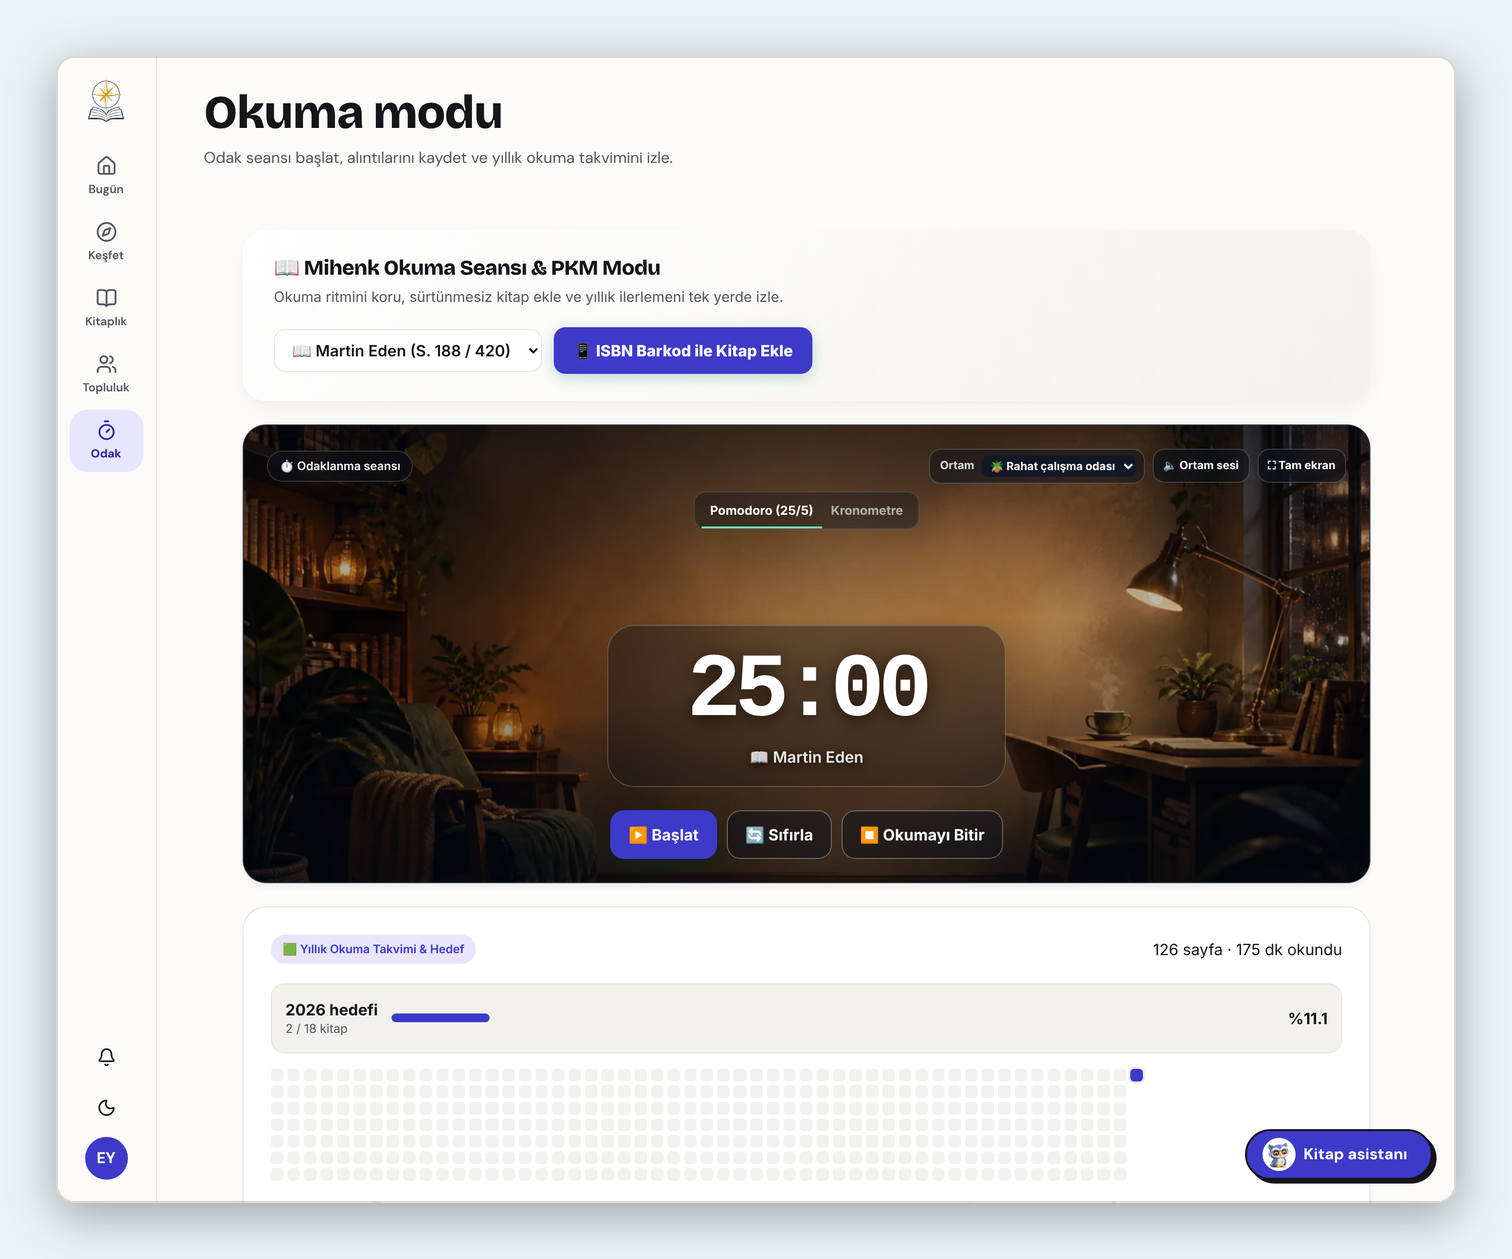 Okuma modu
Odak seansı başlat, alıntılarını kaydet ve yıllık okuma takvimini izle.
Bugün
Keşfet
Kitaplık
Topluluk
Odak
EY
📖 Mihenk Okuma Seansı & PKM Modu
Okuma ritmini koru, sürtünmesiz kitap ekle ve yıllık ilerlemeni tek yerde izle.
📖 Martin Eden (S. 188 / 420)
📱 ISBN Barkod ile Kitap Ekle
⏱️ Odaklanma seansı
Ortam
🪴 Rahat çalışma odası
🔈 Ortam sesi
⛶ Tam ekran
Pomodoro (25/5)
Kronometre
25:00
📖 Martin Eden
▶️ Başlat
🔄 Sıfırla
⏹️ Okumayı Bitir
🟩 Yıllık Okuma Takvimi & Hedef
126 sayfa · 175 dk okundu
2026 hedefi
2 / 18 kitap
%11.1
Kitap asistanı